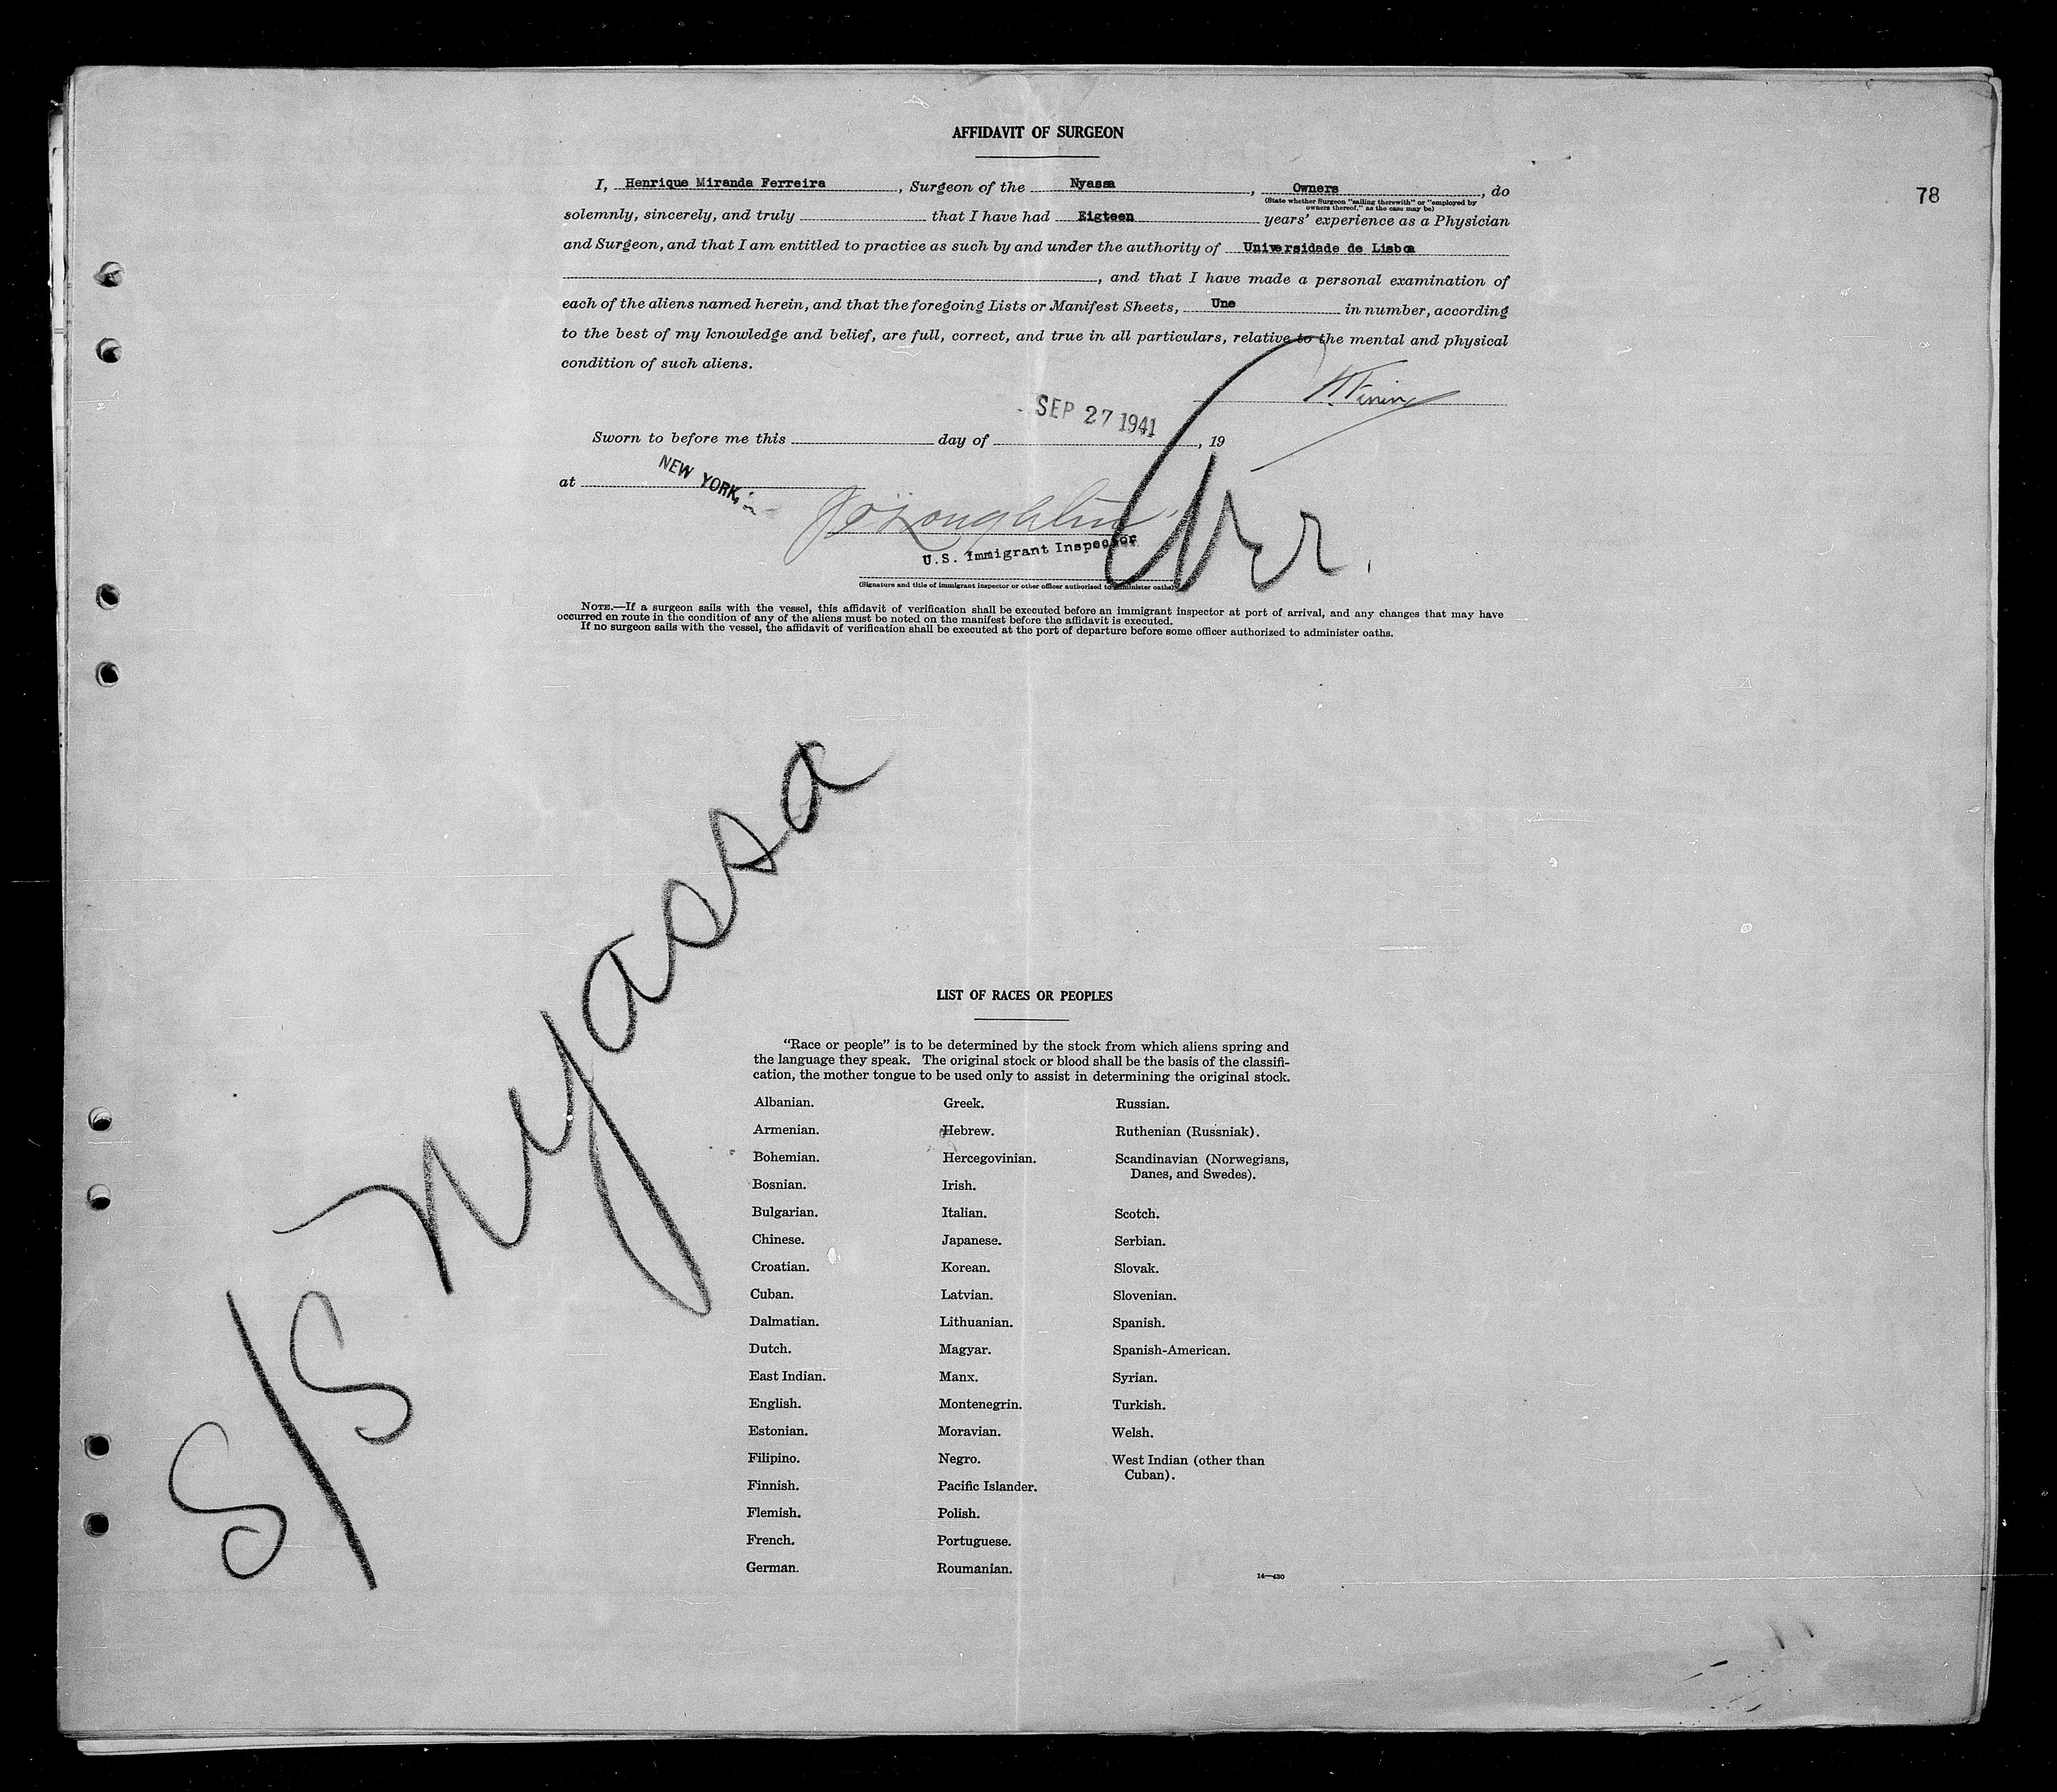 AFFIDAVIT OF SURGEON
78
I, Henrique Miranda Ferreira, Surgeon of the Nyassa, Owners, do
(State whether Surgeon "sailing therewith" or "employed by
owners thereof," as the case may be)
solemnly, sincerely, and truly that I have had Eigteen years' experience as a Physician
and Surgeon, and that I am entitled to practice as such by and under the authority of Universidade de Lisboa
, and that I have made a personal examination of
each of the aliens named herein, and that the foregoing Lists or Manifest Sheets, Une in number, according
to the best of my knowledge and belief, are full, correct, and true in all particulars, relative to the mental and physical
condition of such aliens.
SEP 27 1941
Sworn to before me this day of , 19
at NEW YORK,
U.S. Immigrant Inspector
(Signature and title of immigrant inspector or other officer authorized to administer oaths)
NOTE.—If a surgeon sails with the vessel, this affidavit of verification shall be executed before an immigrant inspector at port of arrival, and any changes that may have
occurred en route in the condition of any of the aliens must be noted on the manifest before the affidavit is executed.
If no surgeon sails with the vessel, the affidavit of verification shall be executed at the port of departure before some officer authorized to administer oaths.
S/S Nyassa
LIST OF RACES OR PEOPLES
"Race or people" is to be determined by the stock from which aliens spring and
the language they speak. The original stock or blood shall be the basis of the classifi-
cation, the mother tongue to be used only to assist in determining the original stock.
Albanian.
Armenian.
Bohemian.
Bosnian.
Bulgarian.
Chinese.
Croatian.
Cuban.
Dalmatian.
Dutch.
East Indian.
English.
Estonian.
Filipino.
Finnish.
Flemish.
French.
German.
Greek.
Hebrew.
Hercegovinian.
Irish.
Italian.
Japanese.
Korean.
Latvian.
Lithuanian.
Magyar.
Manx.
Montenegrin.
Moravian.
Negro.
Pacific Islander.
Polish.
Portuguese.
Roumanian.
Russian.
Ruthenian (Russniak).
Scandinavian (Norwegians,
Danes, and Swedes).
Scotch.
Serbian.
Slovak.
Slovenian.
Spanish.
Spanish-American.
Syrian.
Turkish.
Welsh.
West Indian (other than
Cuban).
14—430